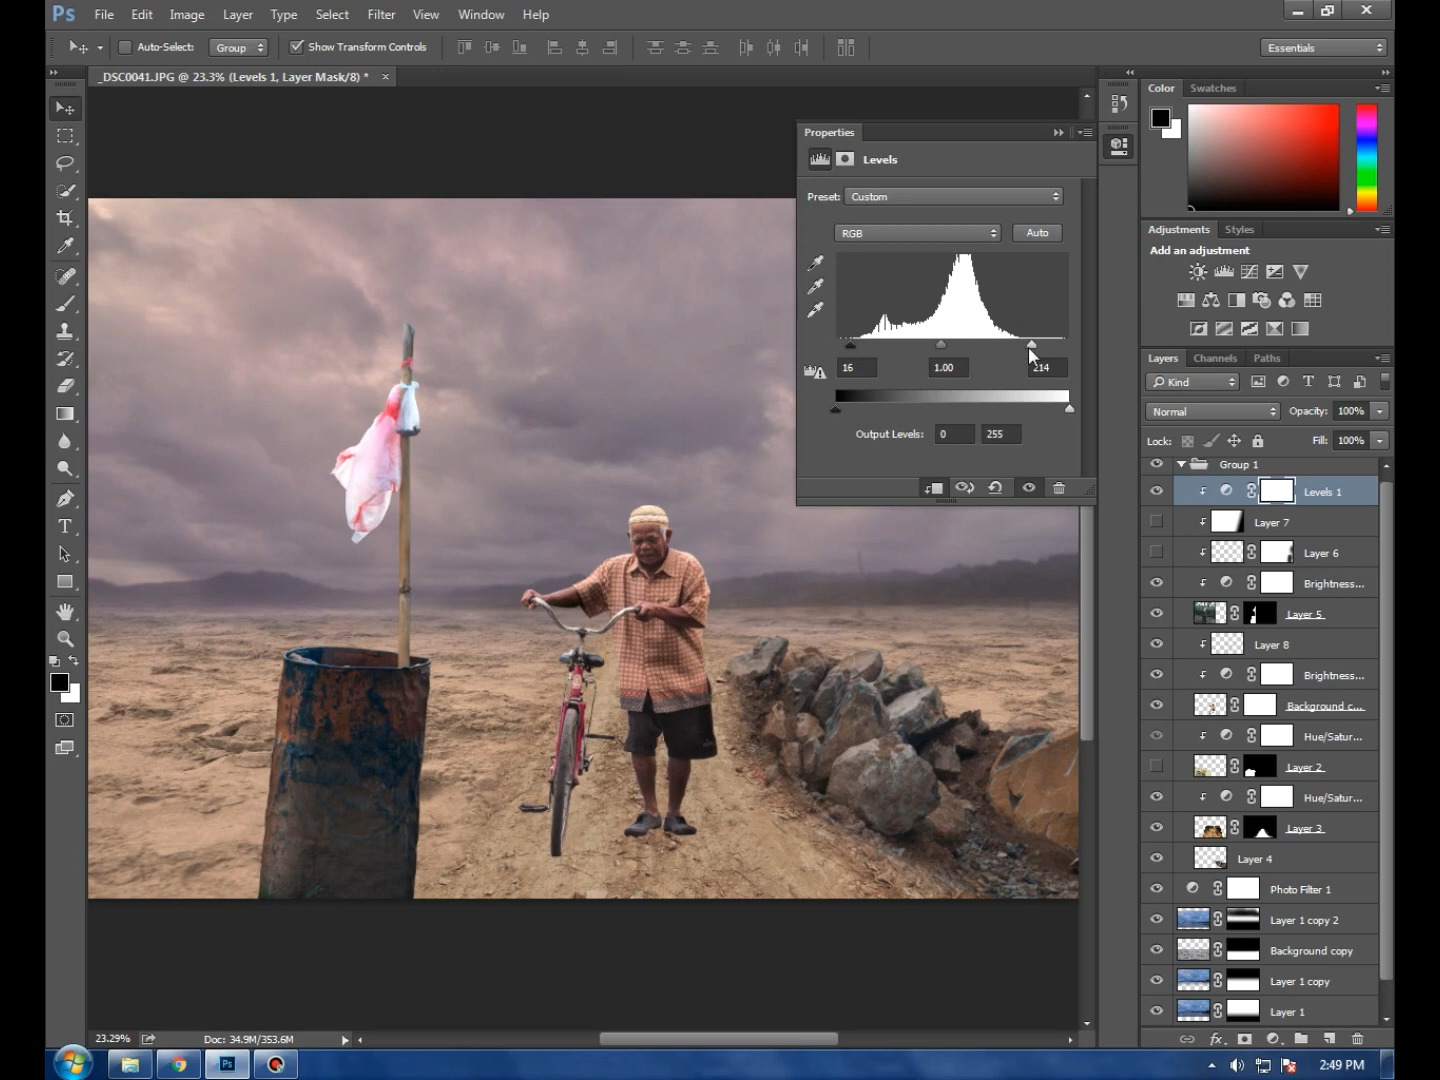 Ps File Edit Image Layer Type Select Filter View Window Help
Auto-Select: Group Show Transform Controls Essentials
_DSC0041.JPG @ 23.3% (Levels 1, Layer Mask/8) * ×
Color Swatches
Properties
Levels
Preset: Custom
RGB Auto
16 1.00 214
Output Levels: 0 255
Adjustments Styles
Add an adjustment
Layers Channels Paths
Kind
Normal Opacity: 100%
Lock: Fill: 100%
Group 1
Levels 1
Layer 7
Layer 6
Brightness...
Layer 5
Layer 8
Brightness...
Background c...
Hue/Satur...
Layer 2
Hue/Satur...
Layer 3
Layer 4
Photo Filter 1
Layer 1 copy 2
Background copy
Layer 1 copy
Layer 1
23.29% Doc: 34.9M/353.6M
Ps 2:49 PM